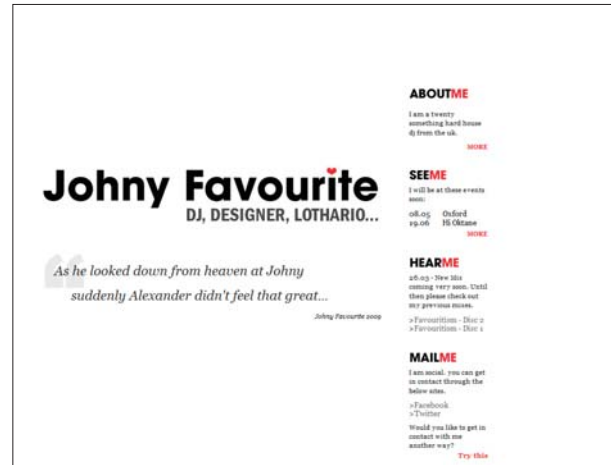 Johny Favourite
DJ, DESIGNER, LOTHARIO...
As he looked down from heaven at Johny
suddenly Alexander didn't feel that great...
Johny Favourite 2009
ABOUTME
I am a twenty
something hard house
dj from the uk.
MORE
SEEME
I will be at these events
soon:
08.05 Oxford
19.06 Hi Oktane
MORE
HEARME
26.03 - New Mix
coming very soon. Until
then please check out
my previous mixes.
>Favouritism - Disc 2
>Favouritism - Disc 1
MAILME
I am social. you can get
in contact through the
below sites.
>Facebook
>Twitter
Would you like to get in
contact with me
another way?
Try this